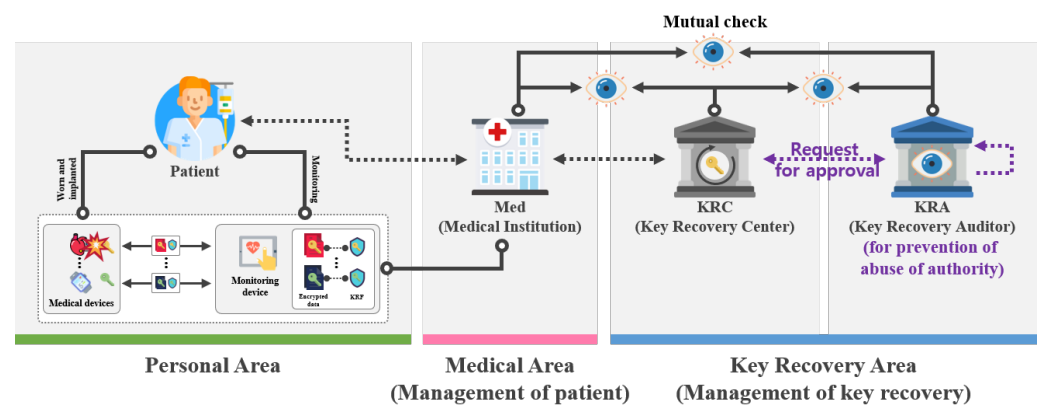 Mutual check
Patient
Worn and
implanted
Monitoring
Med
(Medical Institution)
KRC
(Key Recovery Center)
Request
for approval
KRA
(Key Recovery Auditor)
(for prevention of
abuse of authority)
Medical devices
Monitoring
device
Encrypted
data
KRF
Personal Area
Medical Area
(Management of patient)
Key Recovery Area
(Management of key recovery)